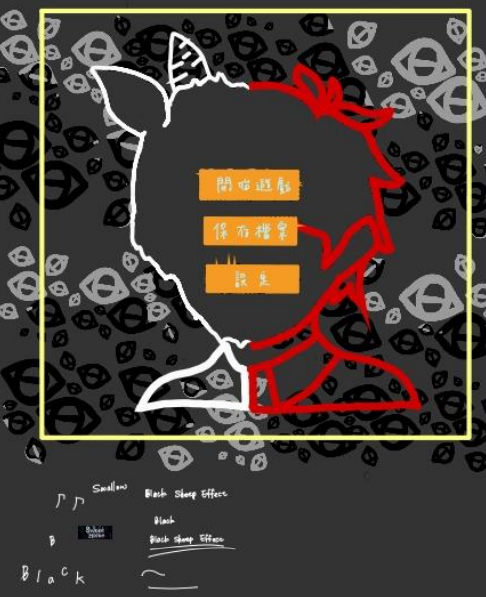 開始遊戲
保存檔案
設定
Swallow Black Sheep Effect
Black
B Black Sheep Effect
Black